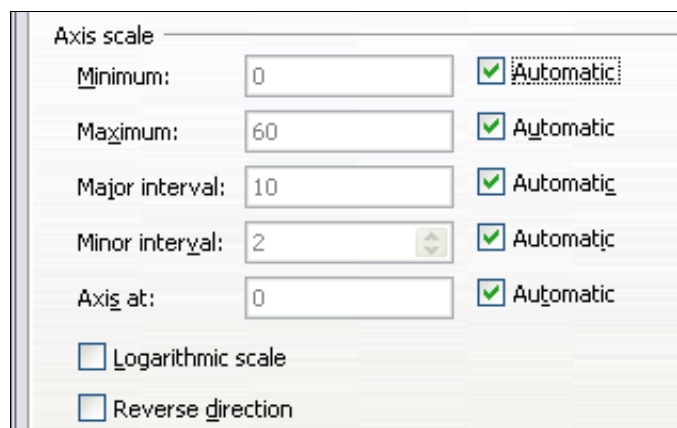 Axis scale
Minimum: 0 Automatic
Maximum: 60 Automatic
Major interval: 10 Automatic
Minor interval: 2 Automatic
Axis at: 0 Automatic
Logarithmic scale
Reverse direction